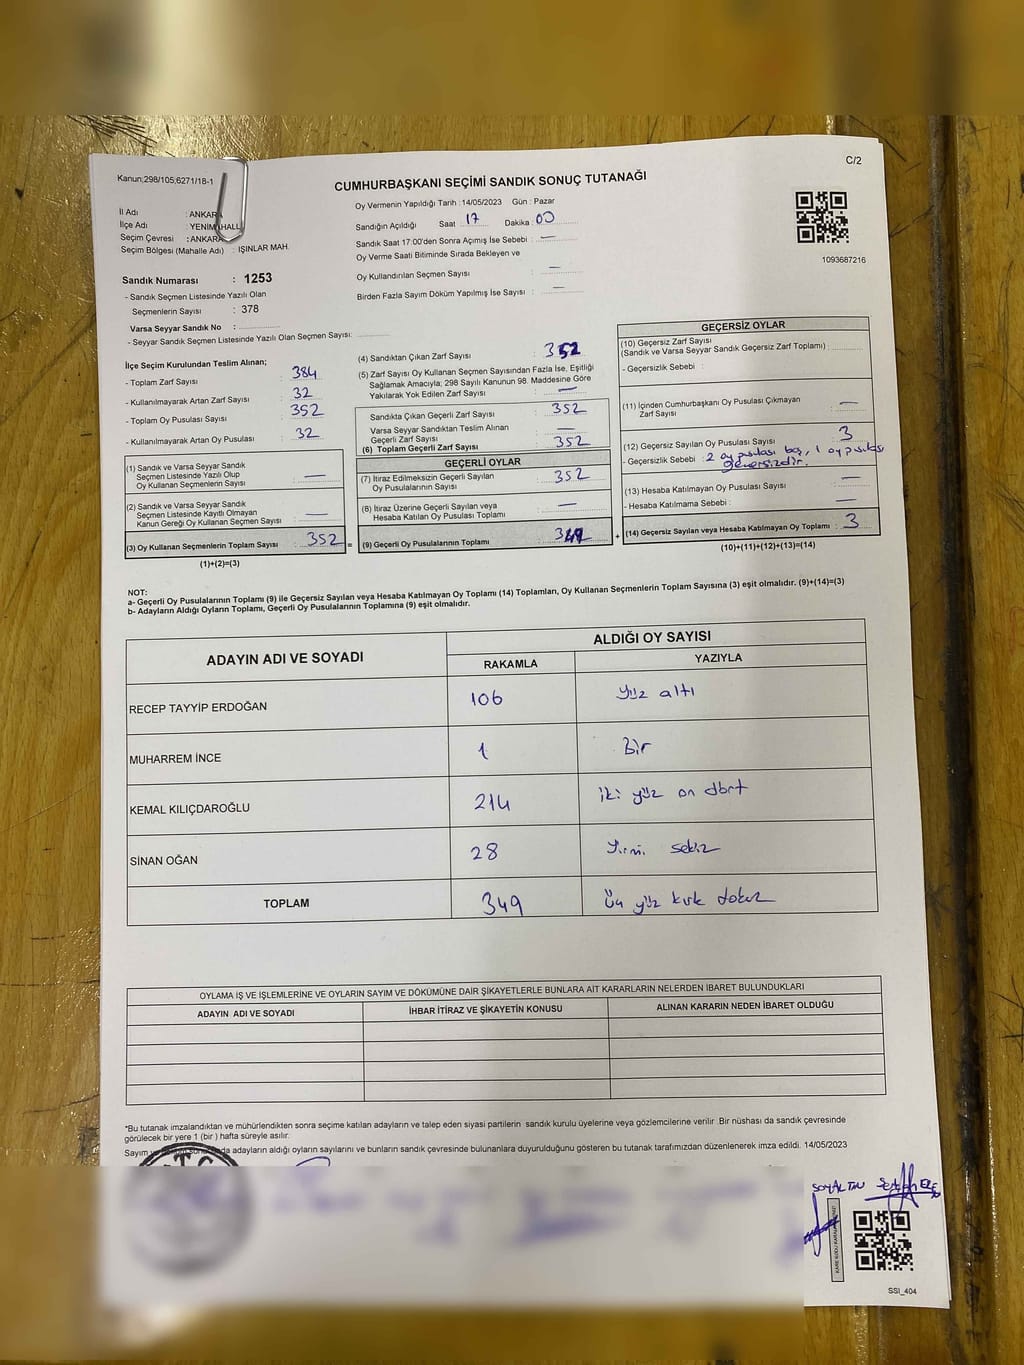 C/2
Kanun;298/105;6271/18-1
CUMHURBAŞKANI SEÇİMİ SANDIK SONUÇ TUTANAĞI
Oy Vermenin Yapıldığı Tarih : 14/05/2023 Gün : Pazar
İl Adı : ANKARA
İlçe Adı : YENİMAHALL
Seçim Çevresi : ANKARA
Seçim Bölgesi (Mahalle Adı) : IŞINLAR MAH.
Sandığın Açıldığı Saat 17 Dakika 00
Sandık Saat 17:00'den Sonra Açımış İse Sebebi : —
Oy Verme Saati Bitiminde Sırada Bekleyen ve
Oy Kullandırılan Seçmen Sayısı : —
Birden Fazla Sayım Döküm Yapılmış İse Sayısı : —
1093687216
Sandık Numarası : 1253
- Sandık Seçmen Listesinde Yazılı Olan
Seçmenlerin Sayısı : 378
Varsa Seyyar Sandık No :
- Seyyar Sandık Seçmen Listesinde Yazılı Olan Seçmen Sayısı:
İlçe Seçim Kurulundan Teslim Alınan;
- Toplam Zarf Sayısı : 384
- Kullanılmayarak Artan Zarf Sayısı : 32
- Toplam Oy Pusulası Sayısı : 352
- Kullanılmayarak Artan Oy Pusulası : 32
(1) Sandık ve Varsa Seyyar Sandık
Seçmen Listesinde Yazılı Olup
Oy Kullanan Seçmenlerin Sayısı : —
(2) Sandık ve Varsa Seyyar Sandık
Seçmen Listesinde Kayıtlı Olmayan
Kanun Gereği Oy Kullanan Seçmen Sayısı : —
(3) Oy Kullanan Seçmenlerin Toplam Sayısı : 352 =
(1)+(2)=(3)
(4) Sandıktan Çıkan Zarf Sayısı : 352
(5) Zarf Sayısı Oy Kullanan Seçmen Sayısından Fazla İse, Eşitliği
Sağlamak Amacıyla; 298 Sayılı Kanunun 98. Maddesine Göre
Yakılarak Yok Edilen Zarf Sayısı : —
Sandıkta Çıkan Geçerli Zarf Sayısı : 352
Varsa Seyyar Sandıktan Teslim Alınan
Geçerli Zarf Sayısı : —
(6) Toplam Geçerli Zarf Sayısı : 352
GEÇERLİ OYLAR
(7) İtiraz Edilmeksizin Geçerli Sayılan
Oy Pusulalarının Sayısı : 352
(8) İtiraz Üzerine Geçerli Sayılan veya
Hesaba Katılan Oy Pusulası Toplamı : —
(9) Geçerli Oy Pusulalarının Toplamı : 349 +
GEÇERSİZ OYLAR
(10) Geçersiz Zarf Sayısı
(Sandık ve Varsa Seyyar Sandık Geçersiz Zarf Toplamı) :
- Geçersizlik Sebebi :
(11) İçinden Cumhurbaşkanı Oy Pusulası Çıkmayan
Zarf Sayısı : —
(12) Geçersiz Sayılan Oy Pusulası Sayısı : 3
- Geçersizlik Sebebi : 2 oy pusulası boş, 1 oy pusulası
geçersizdir.
(13) Hesaba Katılmayan Oy Pusulası Sayısı : —
- Hesaba Katılmama Sebebi : —
(14) Geçersiz Sayılan veya Hesaba Katılmayan Oy Toplamı : 3
(10)+(11)+(12)+(13)=(14)
NOT:
a- Geçerli Oy Pusulalarının Toplamı (9) ile Geçersiz Sayılan veya Hesaba Katılmayan Oy Toplamı (14) Toplamları, Oy Kullanan Seçmenlerin Toplam Sayısına (3) eşit olmalıdır. (9)+(14)=(3)
b- Adayların Aldığı Oyların Toplamı, Geçerli Oy Pusulalarının Toplamına (9) eşit olmalıdır.
ADAYIN ADI VE SOYADI ALDIĞI OY SAYISI
RAKAMLA YAZIYLA
RECEP TAYYİP ERDOĞAN 106 yüz altı
MUHARREM İNCE 1 Bir
KEMAL KILIÇDAROĞLU 214 iki yüz on dört
SİNAN OĞAN 28 Yirmi sekiz
TOPLAM 349 üç yüz kırk dokuz
OYLAMA İŞ VE İŞLEMLERİNE VE OYLARIN SAYIM VE DÖKÜMÜNE DAİR ŞİKAYETLERLE BUNLARA AİT KARARLARIN NELERDEN İBARET BULUNDUKLARI
ADAYIN ADI VE SOYADI İHBAR İTİRAZ VE ŞİKAYETİN KONUSU ALINAN KARARIN NEDEN İBARET OLDUĞU
*Bu tutanak imzalandıktan ve mühürlendikten sonra seçime katılan adayların ve talep eden siyasi partilerin sandık kurulu üyelerine veya gözlemcilerine verilir .Bir nüshası da sandık çevresinde
görülecek bir yere 1 (bir ) hafta süreyle asılır.
Sayım adayların aldığı oyların sayılarını ve bunların sandık çevresinde bulunanlara duyurulduğunu gösteren bu tutanak tarafımızdan düzenlenerek imza edildi. 14/05/2023
SSI_404